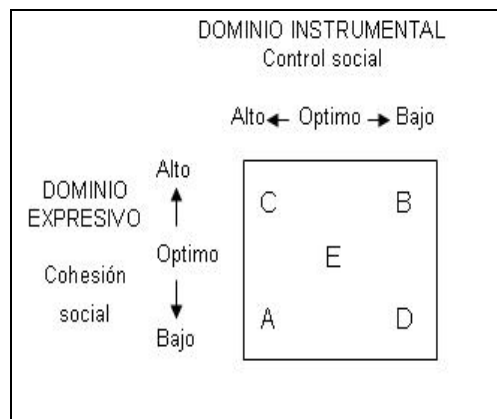 DOMINIO INSTRUMENTAL
Control social
Alto ← Optimo → Bajo
Alto
DOMINIO
EXPRESIVO
Optimo
Cohesión
social
Bajo
C B
E
A D